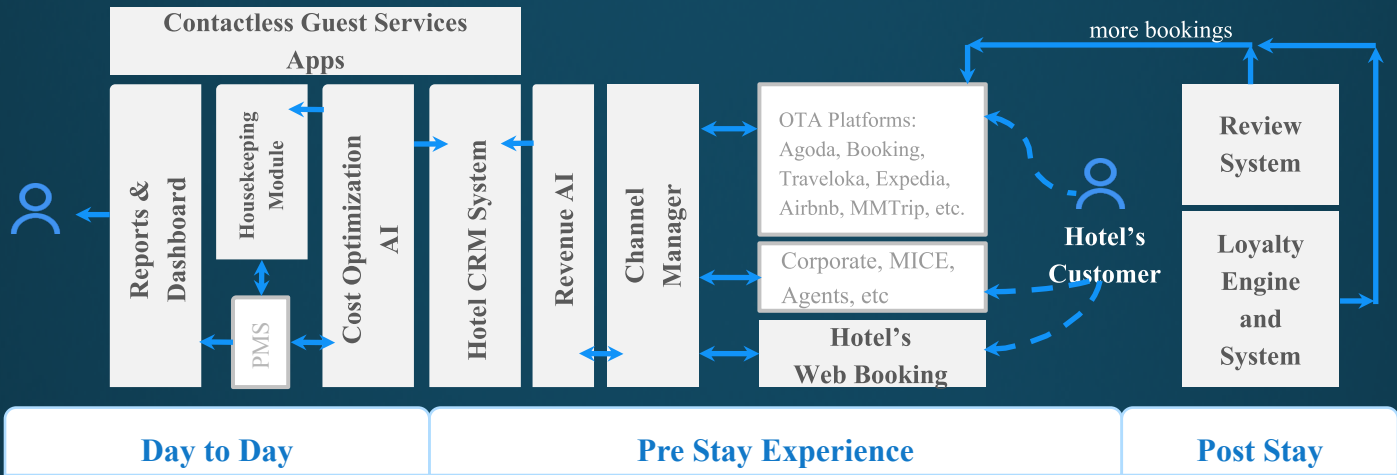 Contactless Guest Services
Apps
more bookings
Reports &
Dashboard
Housekeeping
Module
PMS
Cost Optimization
AI
Hotel CRM System
Revenue AI
Channel
Manager
OTA Platforms:
Agoda, Booking,
Traveloka, Expedia,
Airbnb, MMTrip, etc.
Corporate, MICE,
Agents, etc
Hotel’s
Web Booking
Hotel’s
Customer
Review
System
Loyalty
Engine
and
System
Day to Day
Pre Stay Experience
Post Stay